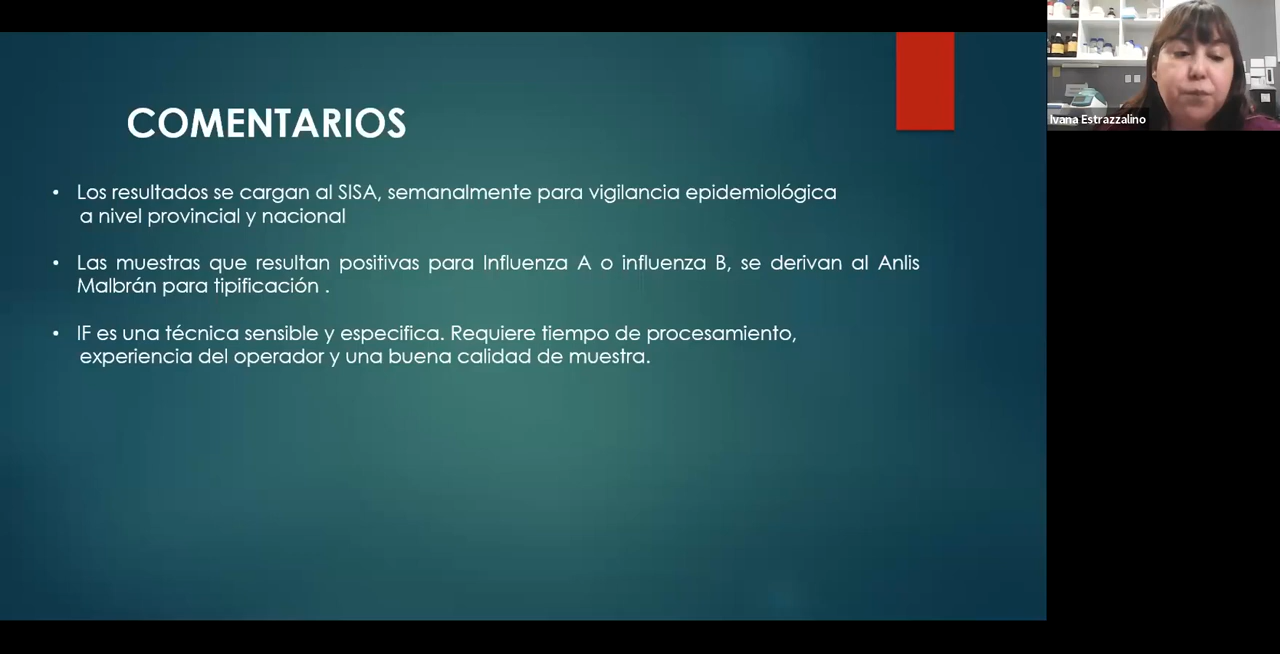 COMENTARIOS
• Los resultados se cargan al SISA, semanalmente para vigilancia epidemiológica
a nivel provincial y nacional
• Las muestras que resultan positivas para Influenza A o influenza B, se derivan al Anlis
Malbrán para tipificación .
• IF es una técnica sensible y especifica. Requiere tiempo de procesamiento,
experiencia del operador y una buena calidad de muestra.
Ivana Estrazzalino